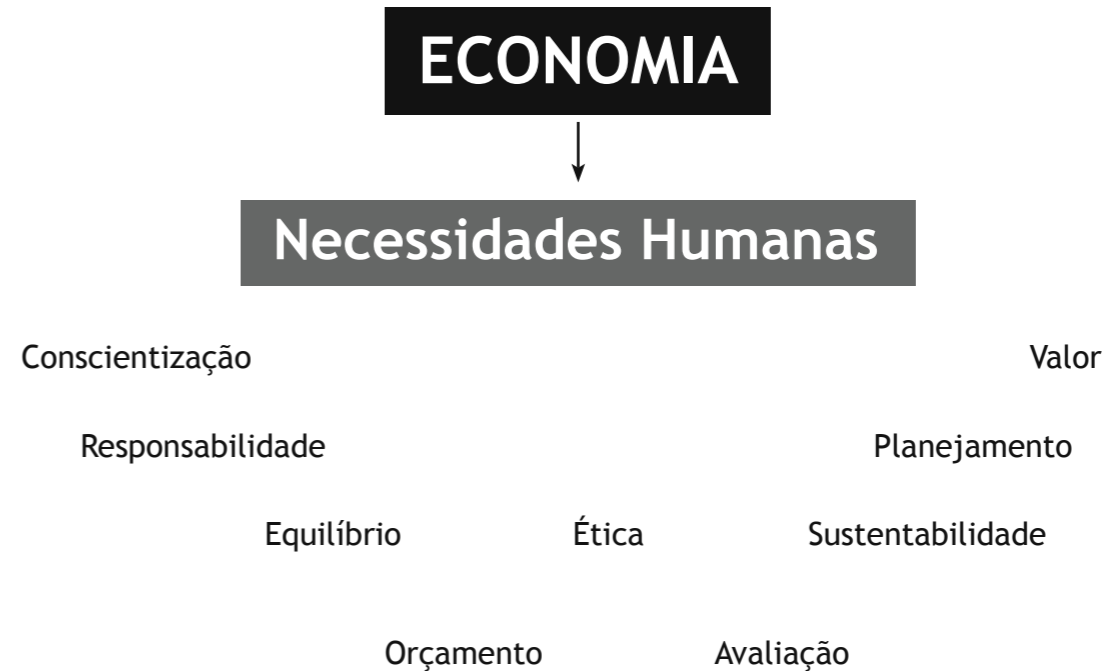 ECONOMIA
Necessidades Humanas
Conscientização Valor
Responsabilidade Planejamento
Equilíbrio Ética Sustentabilidade
Orçamento Avaliação